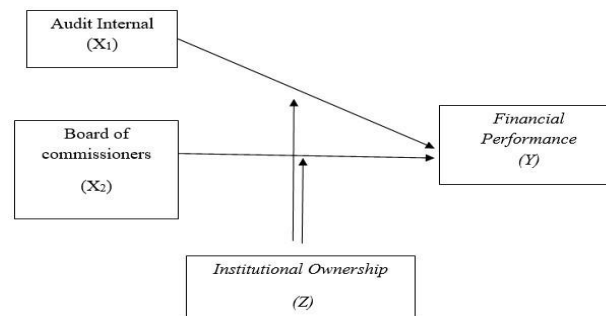 Audit Internal
(X₁)
Board of
commissioners
(X₂)
Financial
Performance
(Y)
Institutional Ownership
(Z)